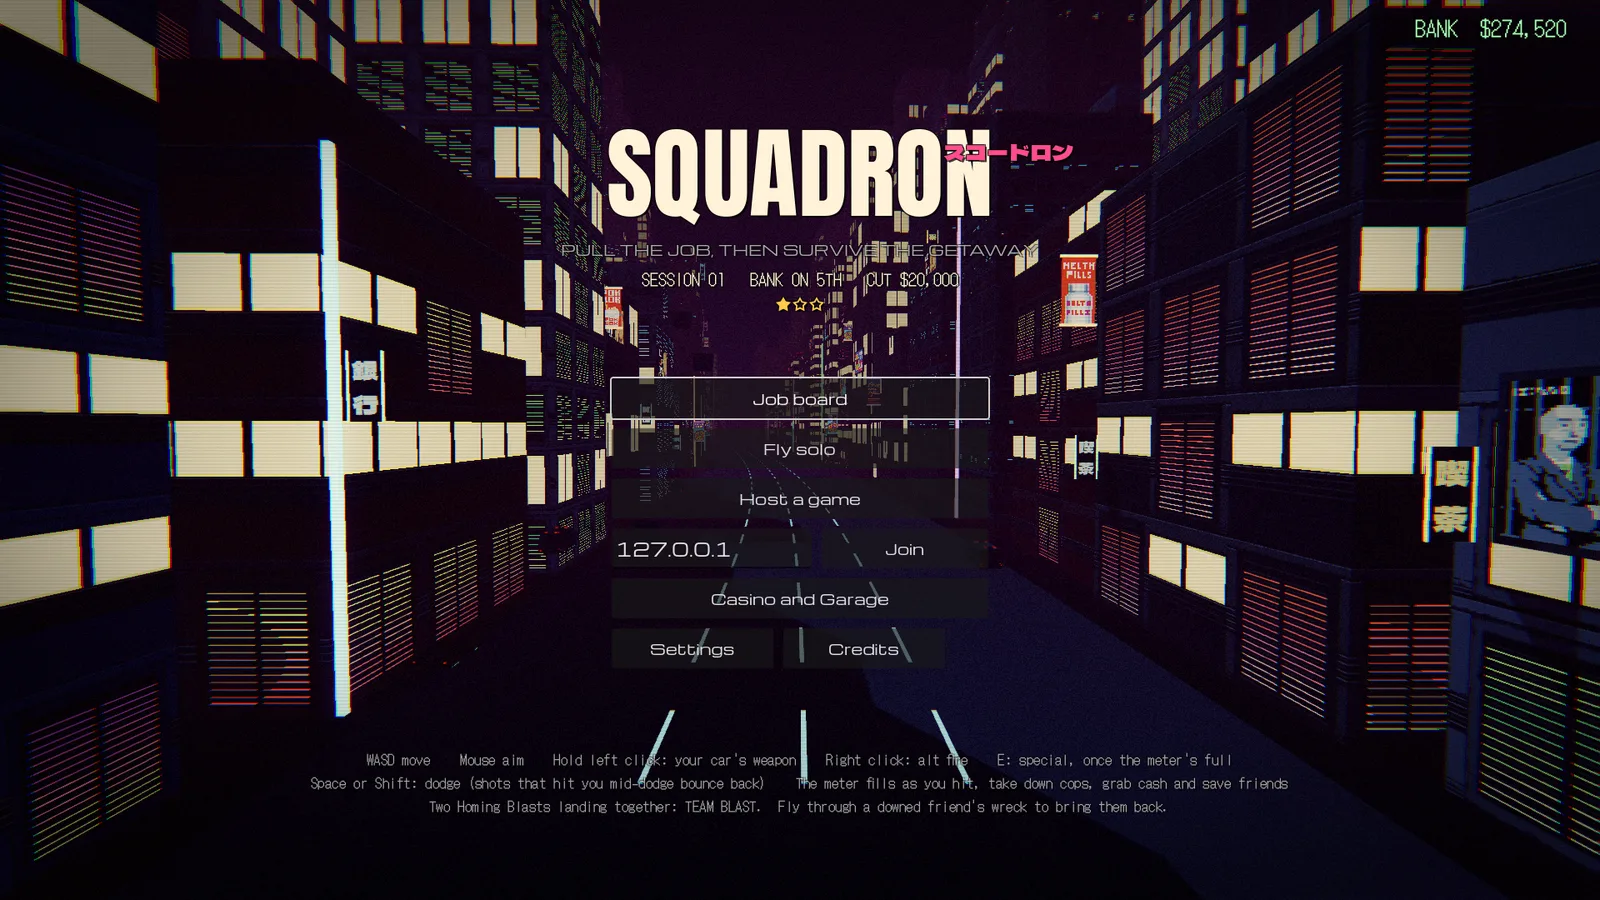 BANK $274,520
SQUADRON
スコードロン
PULL THE JOB, THEN SURVIVE THE GETAWAY
SESSION 01 BANK ON 5TH CUT $20,000
MELTH PILLS
銀行
喫茶
喫茶
Job board
Fly solo
Host a game
127.0.0.1 Join
Casino and Garage
Settings Credits
WASD move Mouse aim Hold left click: your car's weapon Right click: alt fire E: special, once the meter's full
Space or Shift: dodge (shots that hit you mid-dodge bounce back) The meter fills as you hit, take down cops, grab cash and save friends
Two Homing Blasts landing together: TEAM BLAST. Fly through a downed friend's wreck to bring them back.